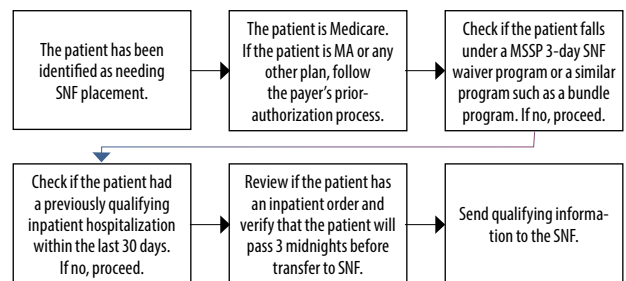 The patient has been
identified as needing
SNF placement.
The patient is Medicare.
If the patient is MA or any
other plan, follow
the payer's prior-
authorization process.
Check if the patient falls
under a MSSP 3-day SNF
waiver program or a similar
program such as a bundle
program. If no, proceed.
Check if the patient had
a previously qualifying
inpatient hospitalization
within the last 30 days.
If no, proceed.
Review if the patient has
an inpatient order and
verify that the patient will
pass 3 midnights before
transfer to SNF.
Send qualifying informa-
tion to the SNF.